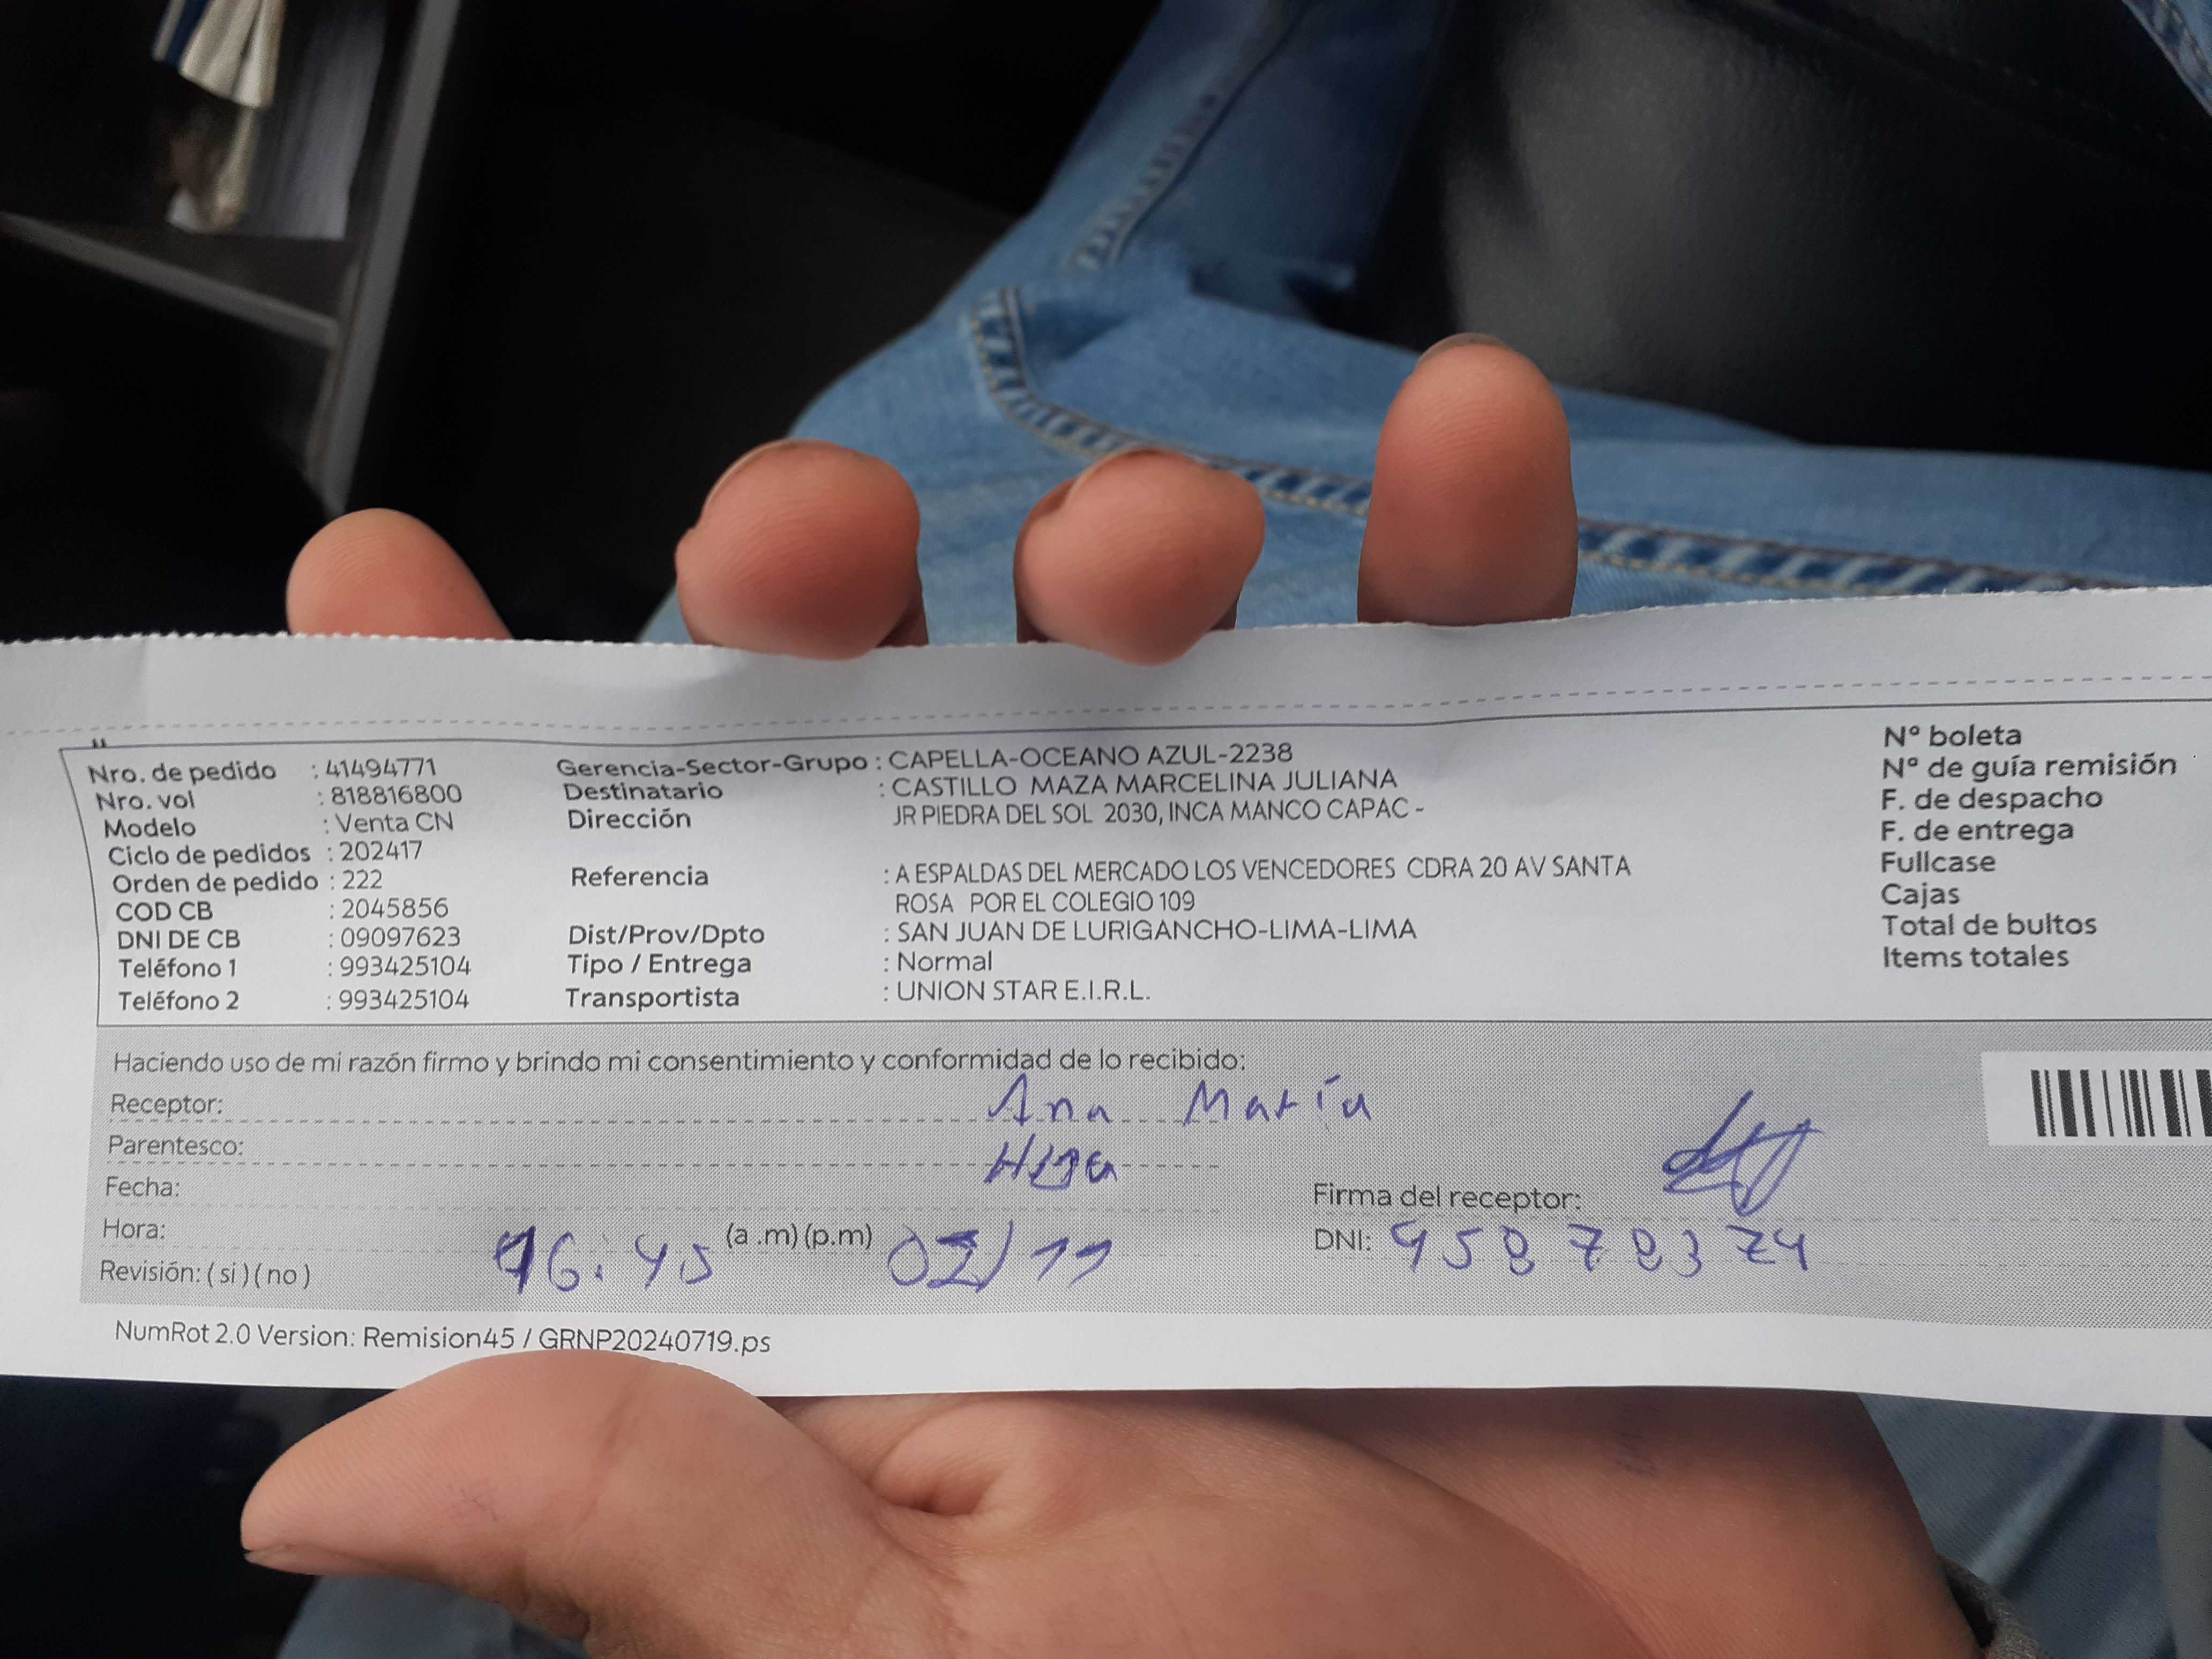 Nro. de pedido : 41494771
Nro. vol : 818816800
Modelo : Venta CN
Ciclo de pedidos : 202417
Orden de pedido : 222
COD CB : 2045856
DNI DE CB : 09097623
Teléfono 1 : 993425104
Teléfono 2 : 993425104
Gerencia-Sector-Grupo : CAPELLA-OCEANO AZUL-2238
Destinatario : CASTILLO MAZA MARCELINA JULIANA
Dirección JR PIEDRA DEL SOL 2030, INCA MANCO CAPAC -
Referencia : A ESPALDAS DEL MERCADO LOS VENCEDORES CDRA 20 AV SANTA
ROSA POR EL COLEGIO 109
Dist/Prov/Dpto : SAN JUAN DE LURIGANCHO-LIMA-LIMA
Tipo / Entrega : Normal
Transportista : UNION STAR E.I.R.L.
Nº boleta
Nº de guía remisión
F. de despacho
F. de entrega
Fullcase
Cajas
Total de bultos
Items totales
Haciendo uso de mi razón firmo y brindo mi consentimiento y conformidad de lo recibido:
Receptor: Ana María
Parentesco: Hija
Fecha:
Hora: 16:45 (a .m) (p.m) 02/11
Revisión: ( si ) ( no )
Firma del receptor:
DNI:
NumRot 2.0 Version: Remision45 / GRNP20240719.ps